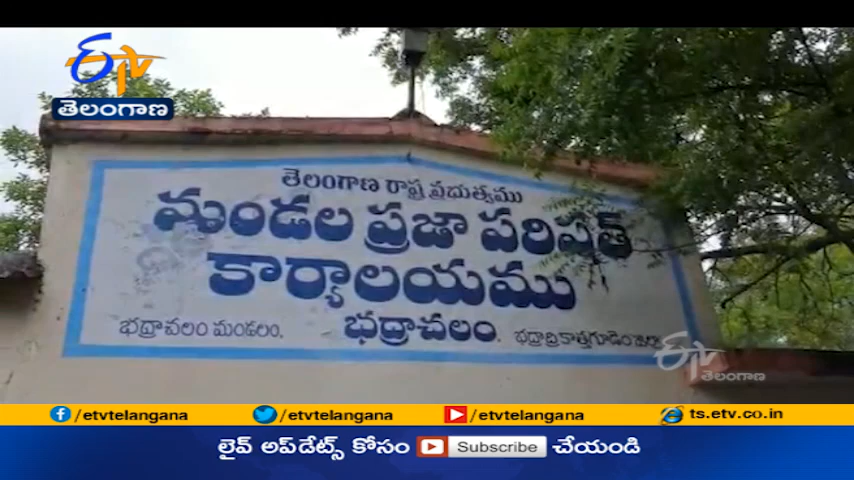 etv
తెలంగాణ
తెలంగాణ రాష్ట్ర ప్రభుత్వము
మండల ప్రజా పరిషత్
కార్యాలయము
భద్రాచలం మండలం. భద్రాచలం. భద్రాద్రి కొత్తగూడెం జిల్లా
etv
తెలంగాణ
/etvtelangana /etvtelangana /etvtelangana ts.etv.co.in
లైవ్ అప్‌డేట్స్ కోసం Subscribe చేయండి